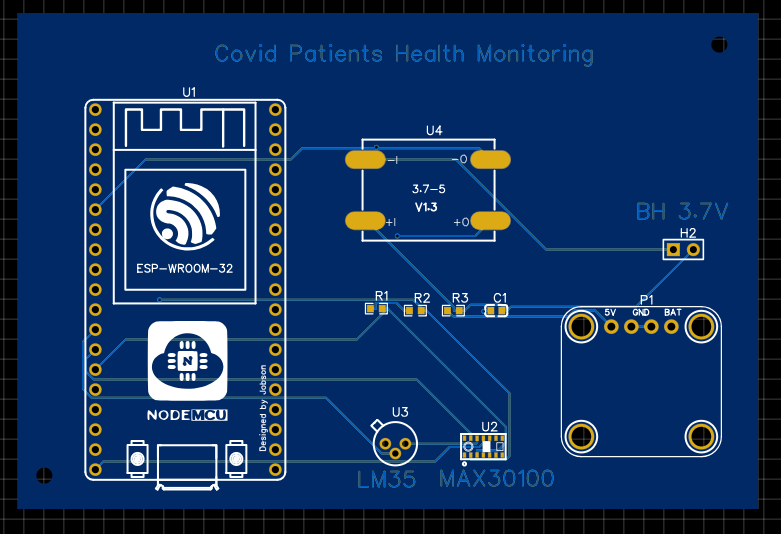 Covid Patients Health Monitoring
U1
U4
-I -O
3.7-5
V1.3
+I +O
BH 3.7V
H2
ESP-WROOM-32
R1 R2 R3 C1
P1
5V GND BAT
N
NODEMCU
Designed by Jobson
U3
U2
LM35 MAX30100